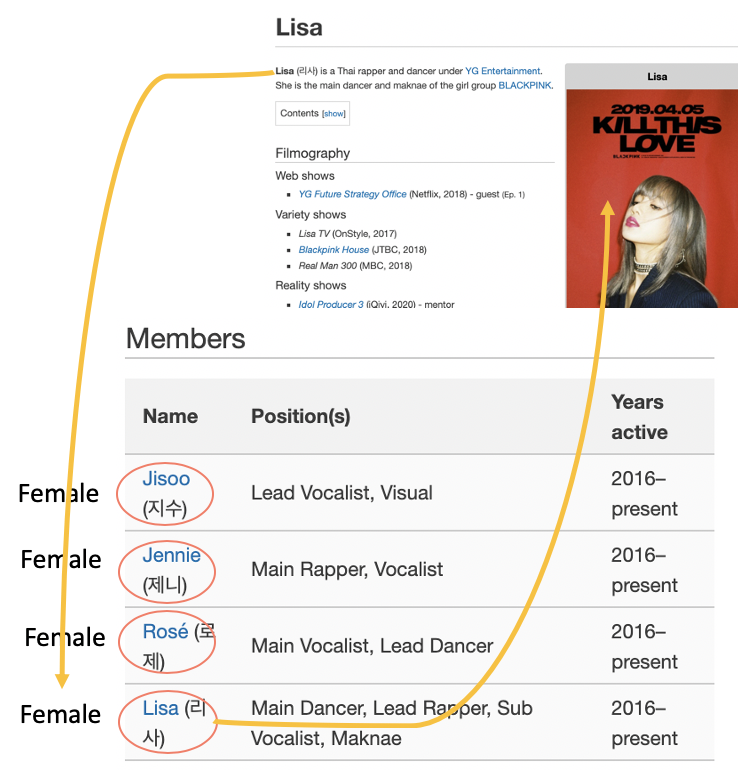 Lisa
Lisa (리사) is a Thai rapper and dancer under YG Entertainment.
She is the main dancer and maknae of the girl group BLACKPINK.
Contents [show]
Filmography
Web shows
YG Future Strategy Office (Netflix, 2018) - guest (Ep. 1)
Variety shows
Lisa TV (OnStyle, 2017)
Blackpink House (JTBC, 2018)
Real Man 300 (MBC, 2018)
Reality shows
Idol Producer 3 (iQiyi, 2020) - mentor
Lisa
2019.04.05
KILL THIS
LOVE
BLACKPINK
Members
Name Position(s) Years
active
Female Jisoo
(지수) Lead Vocalist, Visual 2016–
present
Female Jennie
(제니) Main Rapper, Vocalist 2016–
present
Female Rosé (로
제) Main Vocalist, Lead Dancer 2016–
present
Female Lisa (리
사) Main Dancer, Lead Rapper, Sub
Vocalist, Maknae 2016–
present